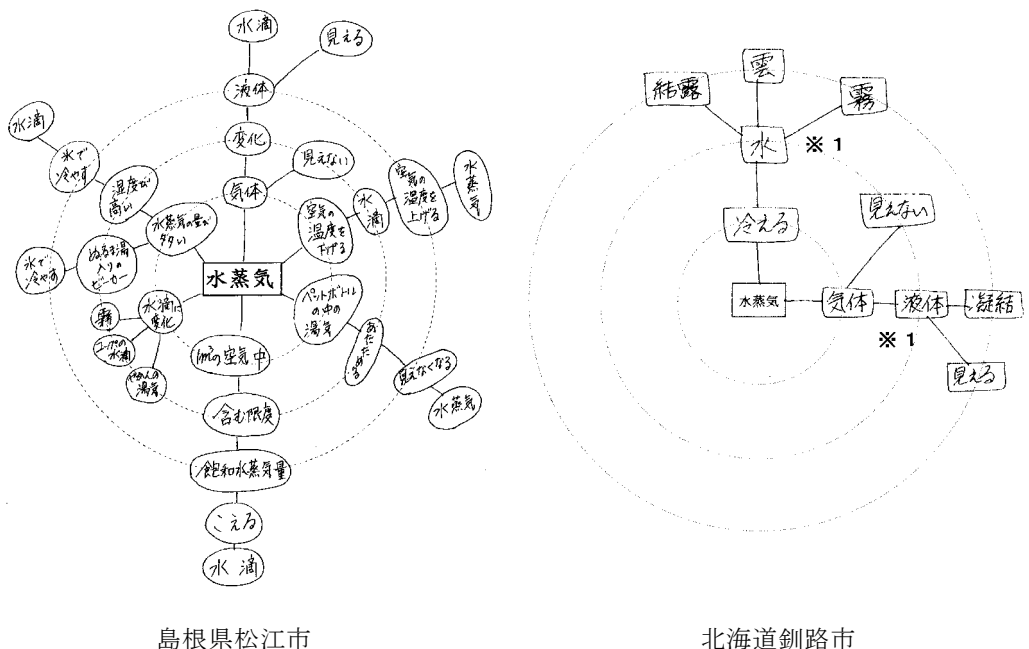 水滴
見える
液体
変化
見えない
気体
水滴
氷で
冷やす
湿度が
高い
水蒸気の量が
多い
空気の
温度を
下げる
水滴
空気の
温度を
上げる
水蒸気
氷で
冷やす
ぬるま湯
入りの
ビーカー
水蒸気
ペットボトル
の中の
湯気
あたためる
見えなくなる
水蒸気
水滴に
変化
霧
コップの
水滴
やかんの
湯気
1m³の空気中
含む限度
飽和水蒸気量
こえる
水滴
島根県松江市
雲
結露
霧
水
※1
冷える
見えない
水蒸気
気体
液体
凝結
※1
見える
北海道釧路市